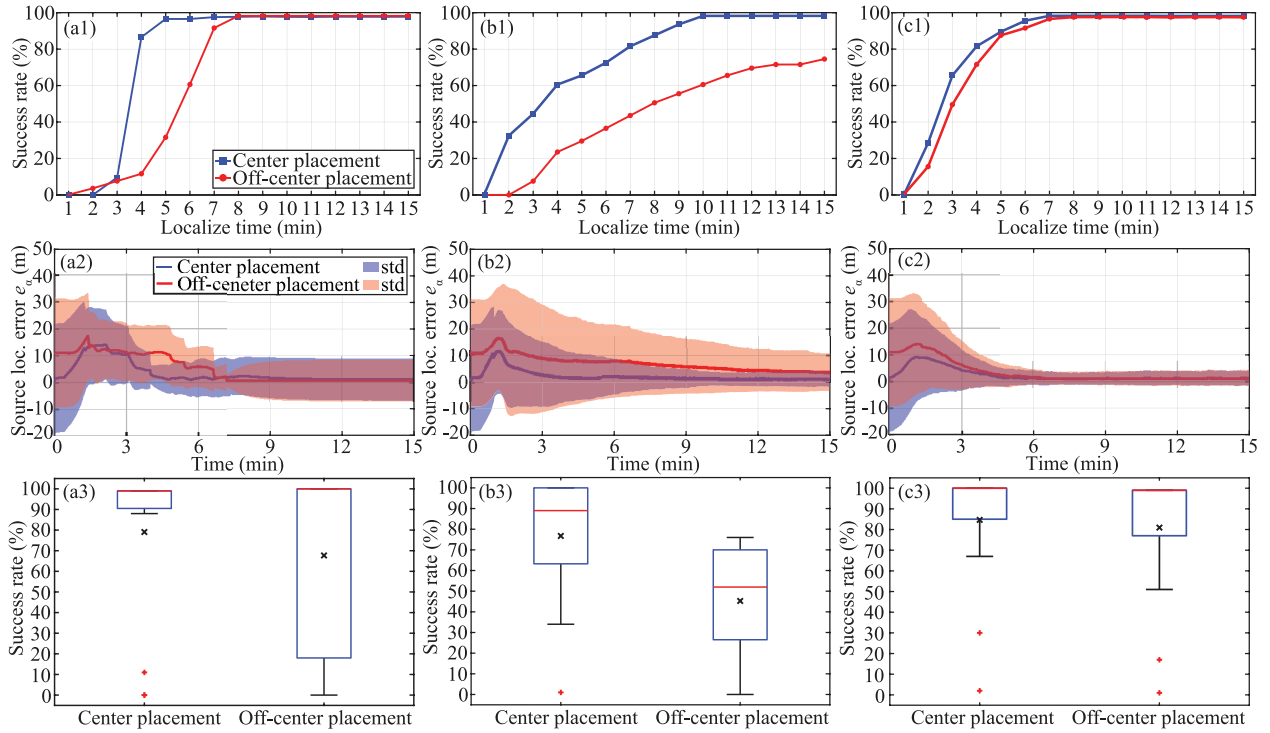 (a1)
Success rate (%)
100
80
60
40
20
0
Center placement
Off-center placement
1 2 3 4 5 6 7 8 9 10 11 12 13 14 15
Localize time (min)
(b1)
Success rate (%)
100
80
60
40
20
0
1 2 3 4 5 6 7 8 9 10 11 12 13 14 15
Localize time (min)
(c1)
Success rate (%)
100
80
60
40
20
0
1 2 3 4 5 6 7 8 9 10 11 12 13 14 15
Localize time (min)
(a2)
Source loc. error eα (m)
50
40
30
20
10
0
-10
-20
Center placement std
Off-ceneter placement std
0 3 6 9 12 15
Time (min)
(b2)
Source loc. error eα (m)
50
40
30
20
10
0
-10
-20
0 3 6 9 12 15
Time (min)
(c2)
Source loc. error eα (m)
50
40
30
20
10
0
-10
-20
0 3 6 9 12 15
Time (min)
(a3)
Success rate (%)
100
90
80
70
60
50
40
30
20
10
0
Center placement Off-center placement
(b3)
Success rate (%)
100
90
80
70
60
50
40
30
20
10
0
Center placement Off-center placement
(c3)
Success rate (%)
100
90
80
70
60
50
40
30
20
10
0
Center placement Off-center placement